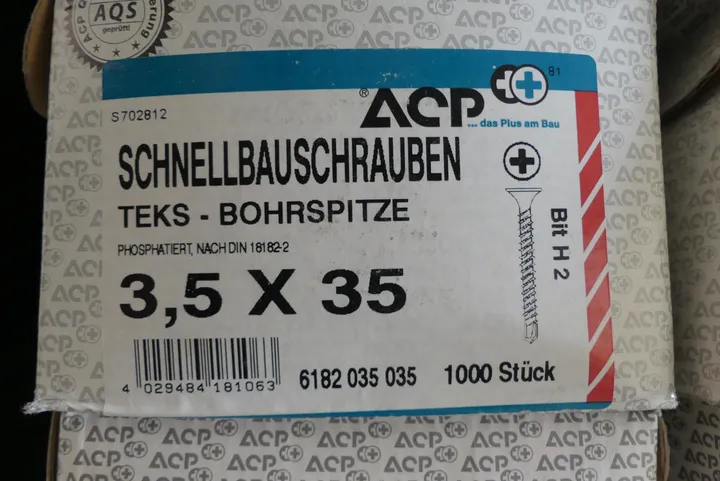 AQS
geprüft!
S702812
® ACP
81
... das Plus am Bau
SCHNELLBAUSCHRAUBEN
TEKS - BOHRSPITZE
PHOSPHATIERT, NACH DIN 18182-2
3,5 X 35
Bit H 2
4 029484 181063
6182 035 035
1000 Stück